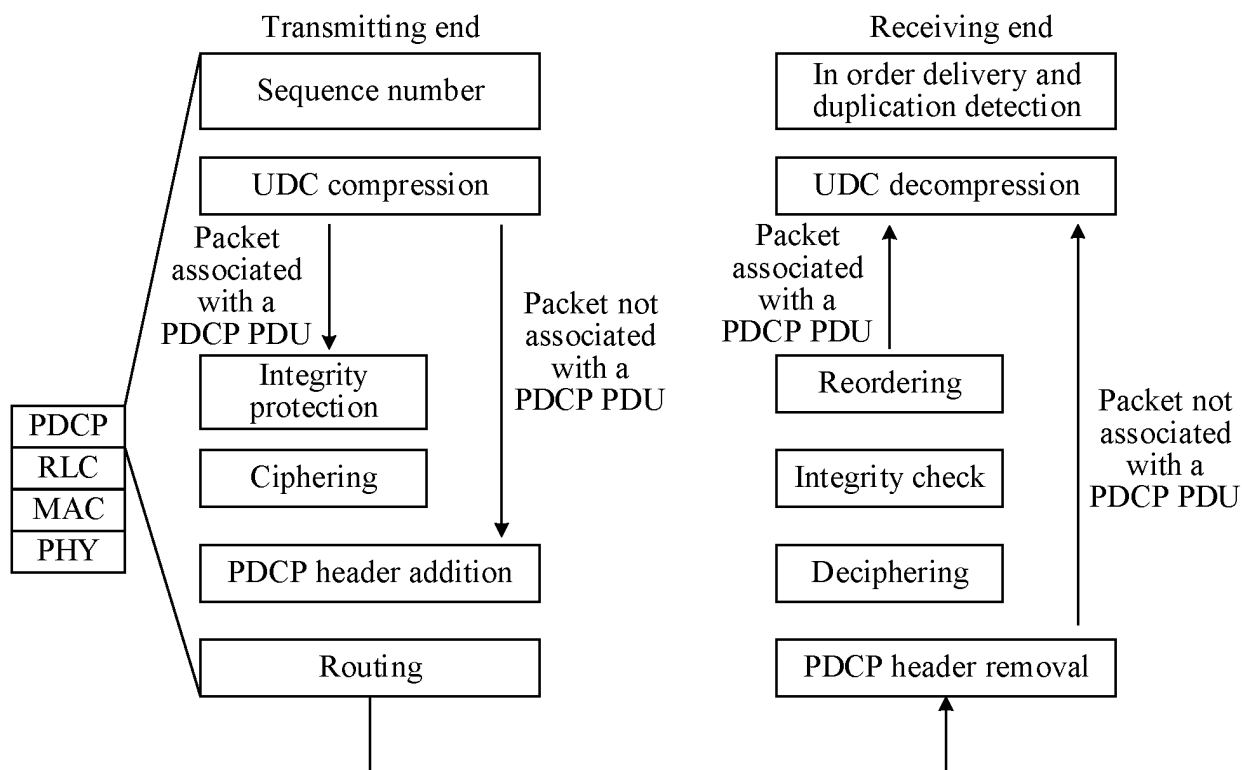 Transmitting end
Sequence number
UDC compression
Packet
associated
with a
PDCP PDU
Packet not
associated
with a
PDCP PDU
Integrity
protection
Ciphering
PDCP header addition
Routing
PDCP
RLC
MAC
PHY
Receiving end
In order delivery and
duplication detection
UDC decompression
Packet
associated
with a
PDCP PDU
Reordering
Packet not
associated
with a
PDCP PDU
Integrity check
Deciphering
PDCP header removal